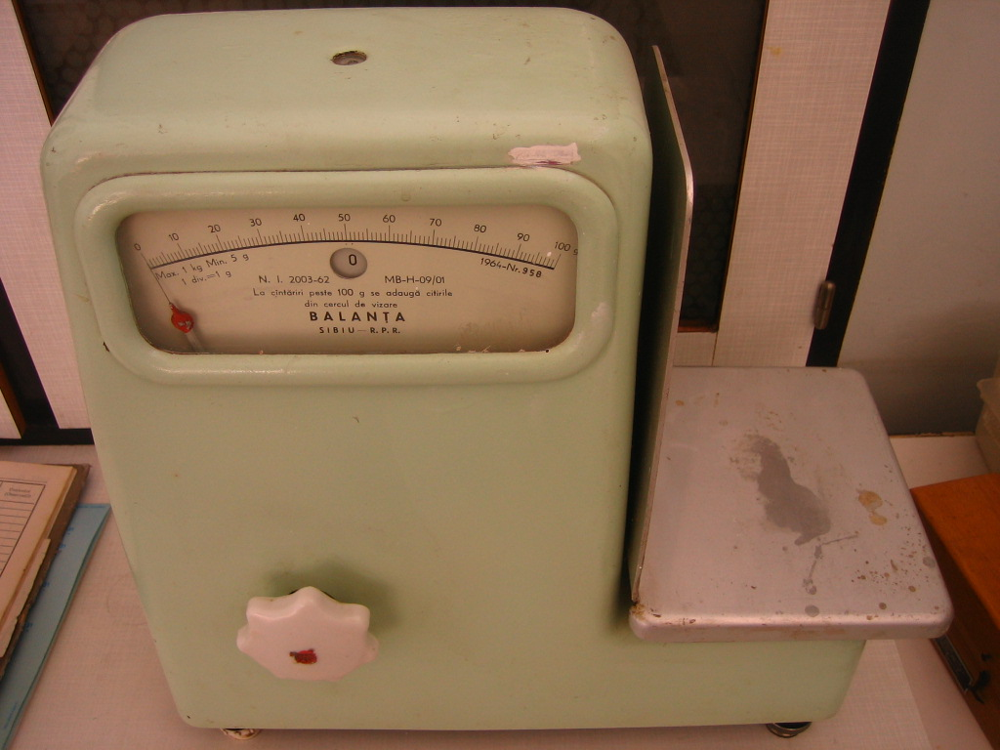 0 10 20 30 40 50 60 70 80 90 100 g
Max. 1 kg Min. 5 g
1 div.=1 g
0
1964-Nr. 958
N. I. 2003-62 MB-H-09/01
La cîntăriri peste 100 g se adaugă citirile
din cercul de vizare
BALANȚA
SIBIU - R.P.R.